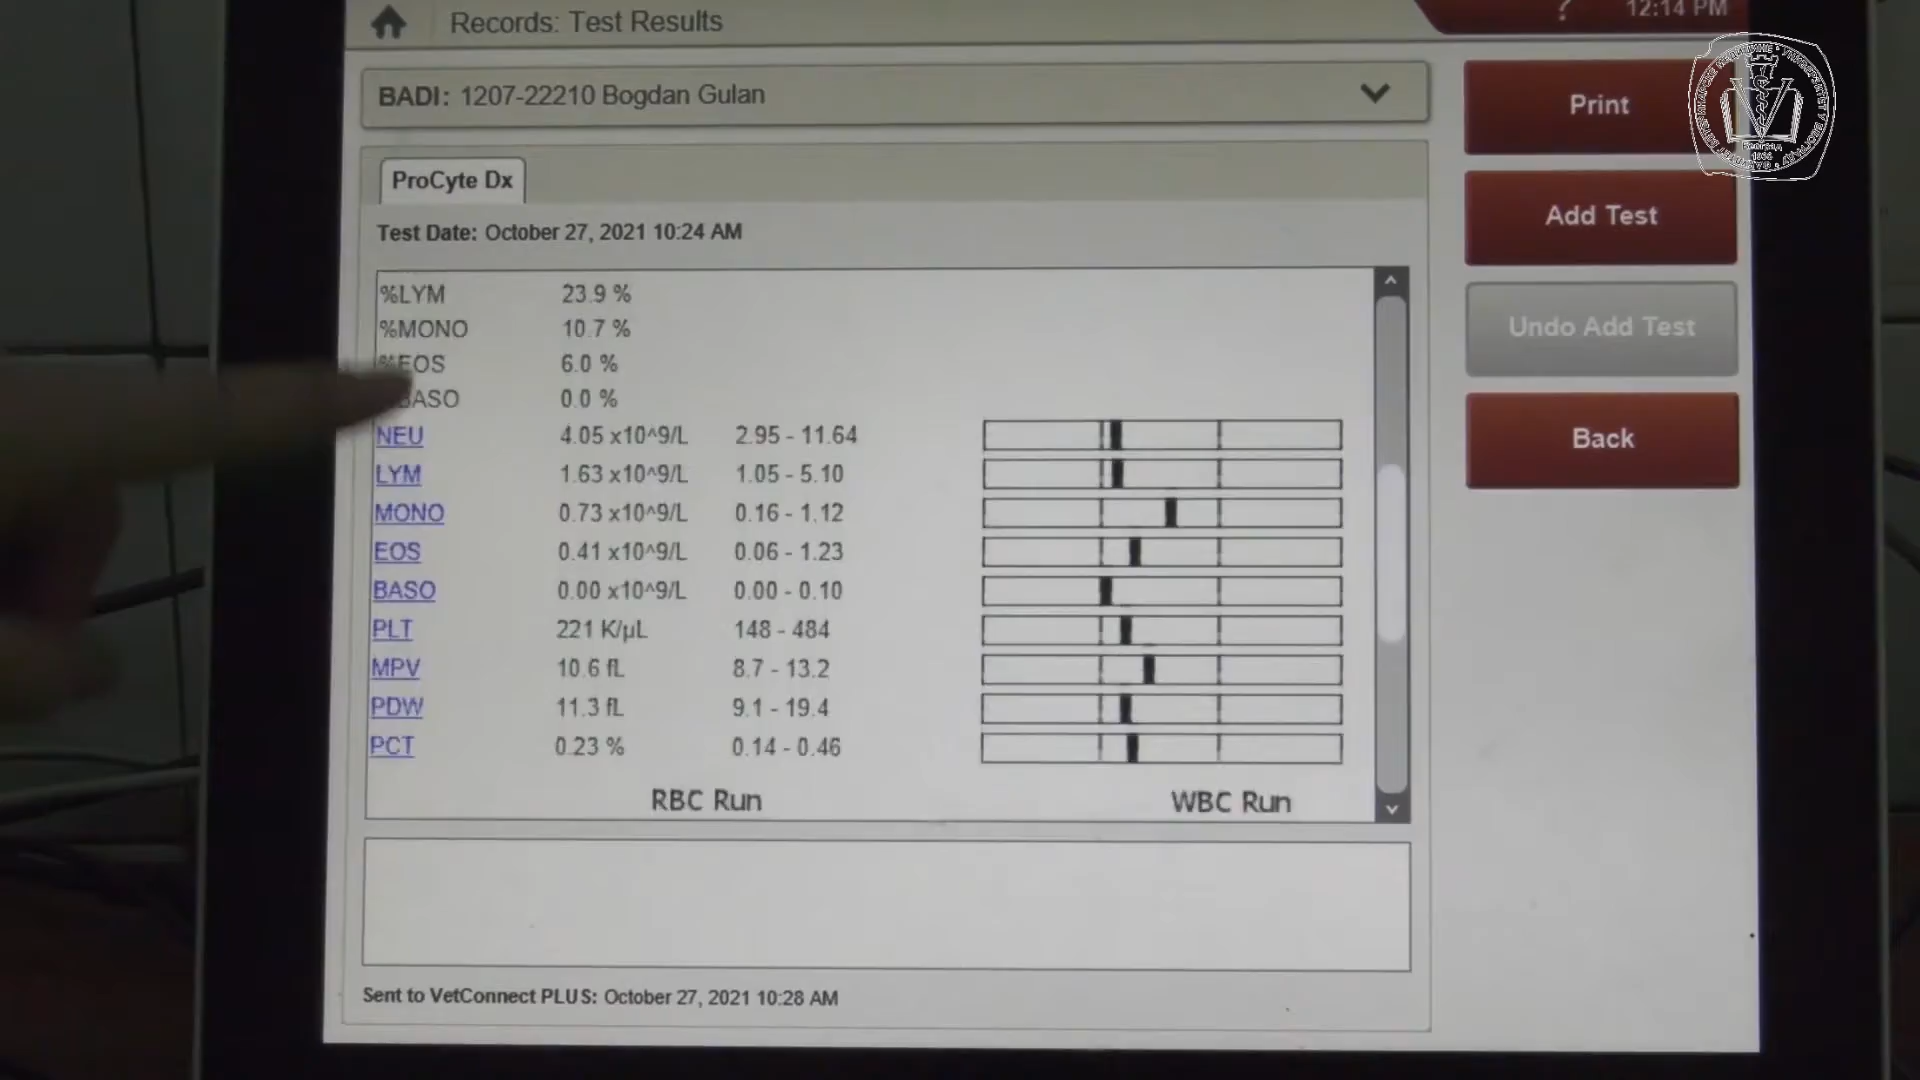 Records: Test Results
? 12:14 PM
BADI: 1207-22210 Bogdan Gulan
Print
ProCyte Dx
Add Test
Test Date: October 27, 2021 10:24 AM
%LYM 23.9 %
%MONO 10.7 %
Undo Add Test
%EOS 6.0 %
BASO 0.0 %
NEU 4.05 x10^9/L 2.95 - 11.64
Back
LYM 1.63 x10^9/L 1.05 - 5.10
MONO 0.73 x10^9/L 0.16 - 1.12
EOS 0.41 x10^9/L 0.06 - 1.23
BASO 0.00 x10^9/L 0.00 - 0.10
PLT 221 K/µL 148 - 484
MPV 10.6 fL 8.7 - 13.2
PDW 11.3 fL 9.1 - 19.4
PCT 0.23 % 0.14 - 0.46
RBC Run WBC Run
Sent to VetConnect PLUS: October 27, 2021 10:28 AM